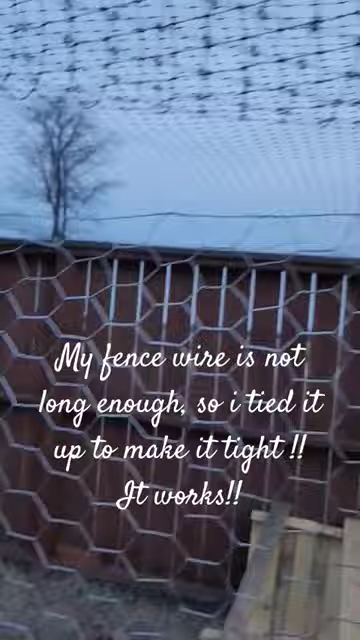 My fence wire is not
long enough, so i tied it
up to make it tight !!
It works!!